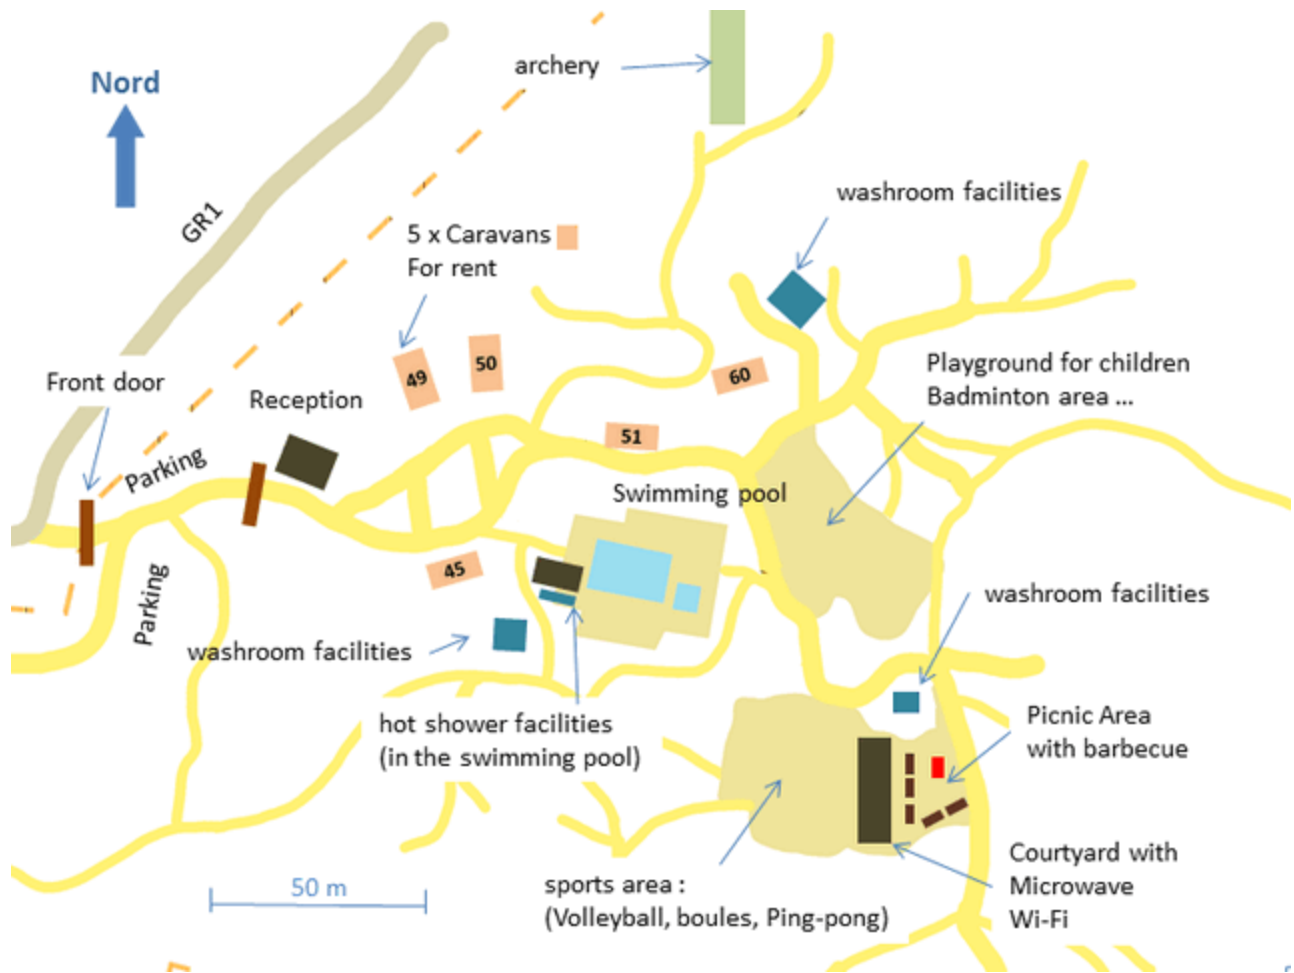 archery
Nord
washroom facilities
GR1
5 x Caravans
For rent
Front door
Reception
49
50
60
Playground for children
Badminton area ...
51
Parking
Swimming pool
45
Parking
washroom facilities
washroom facilities
hot shower facilities
(in the swimming pool)
Picnic Area
with barbecue
50 m
sports area :
(Volleyball, boules, Ping-pong)
Courtyard with
Microwave
Wi-Fi